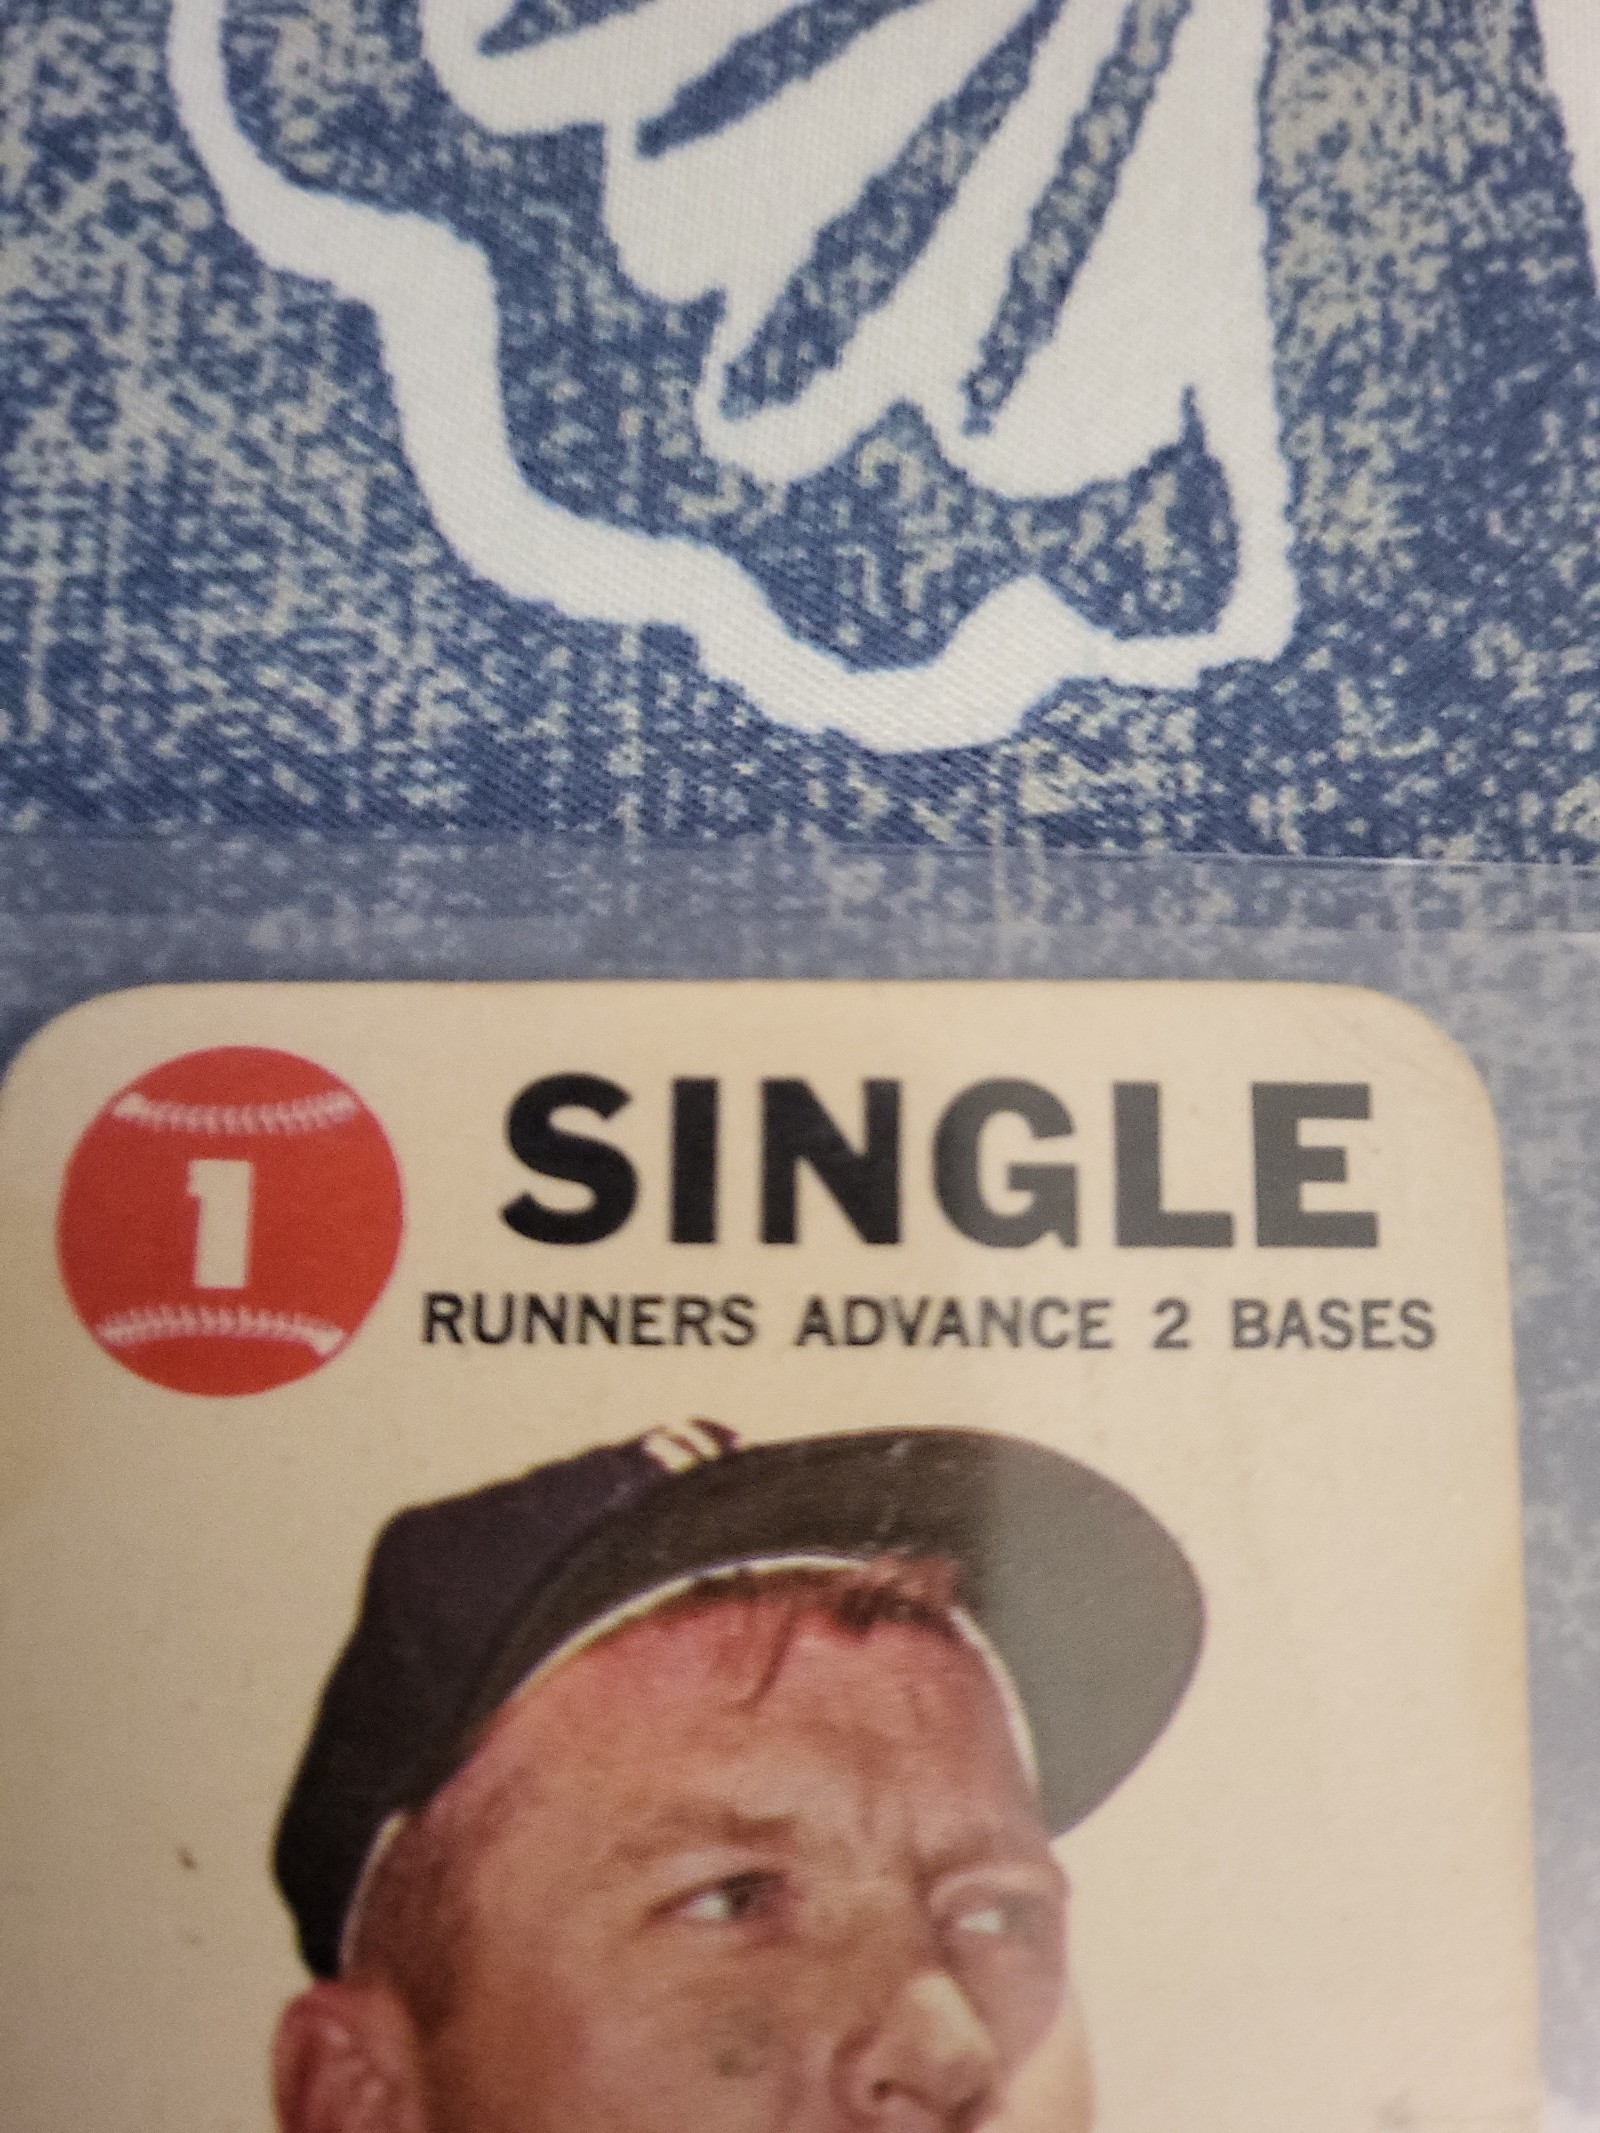 1
SINGLE
RUNNERS ADVANCE 2 BASES